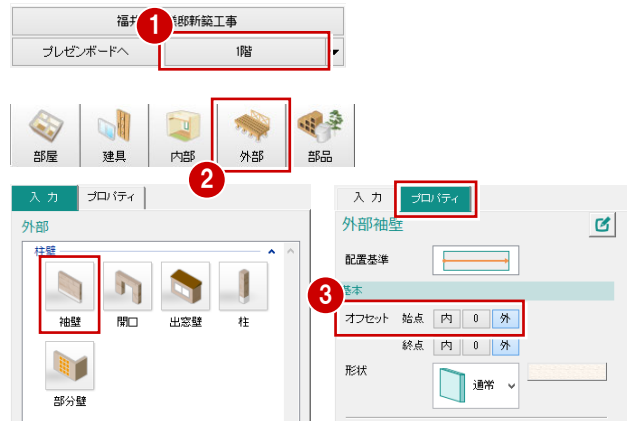 福井
邸新築工事
1
プレゼンボードへ 1階
部屋 建具 内部 外部 部品
2
入力 プロパティ
外部
柱壁
袖壁 開口 出窓壁 柱
部分壁
入力 プロパティ
外部袖壁
配置基準
3
基本
オフセット 始点 内 0 外
終点 内 0 外
形状 通常